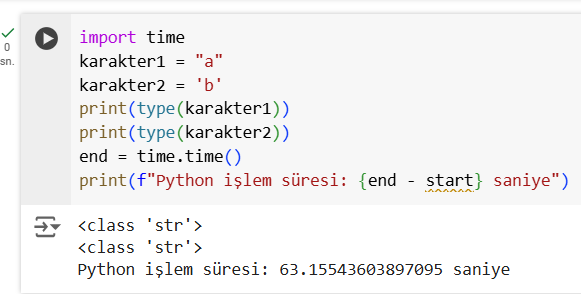 import time
karakter1 = "a"
karakter2 = 'b'
print(type(karakter1))
print(type(karakter2))
end = time.time()
print(f"Python işlem süresi: {end - start} saniye")
0
sn.
<class 'str'>
<class 'str'>
Python işlem süresi: 63.15543603897095 saniye